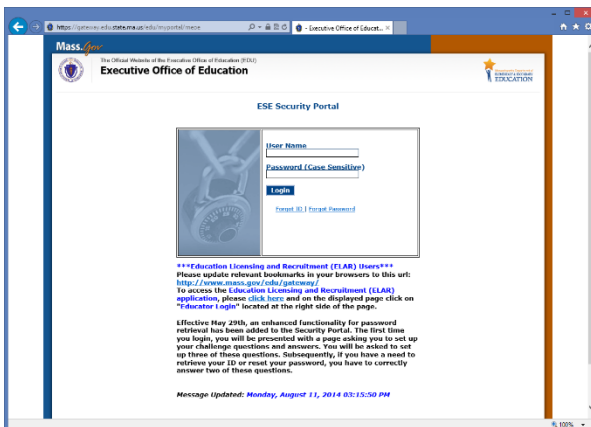 https://gateway.edu.state.ma.us/edu/myportal/meoe
- Executive Office of Educat...
Mass.Gov
The Official Website of the Executive Office of Education (EOE)
Executive Office of Education
EDUCATION
ESE Security Portal
User Name
Password (Case Sensitive)
Login
Forgot ID | Forgot Password
***Education Licensing and Recruitment (ELAR) Users***
Please update relevant bookmarks in your browsers to this url:
http://www.mass.gov/edu/gateway/
To access the Education Licensing and Recruitment (ELAR)
application, please click here and on the displayed page click on
"Educator Login" located at the right side of the page.
Effective May 29th, an enhanced functionality for password
retrieval has been added to the Security Portal. The first time
you login, you will be presented with a page asking you to set up
your challenge questions and answers. You will be asked to set
up three of these questions. Subsequently, if you have a need to
retrieve your ID or reset your password, you have to correctly
answer two of these questions.
Message Updated: Monday, August 11, 2014 03:15:50 PM
100%